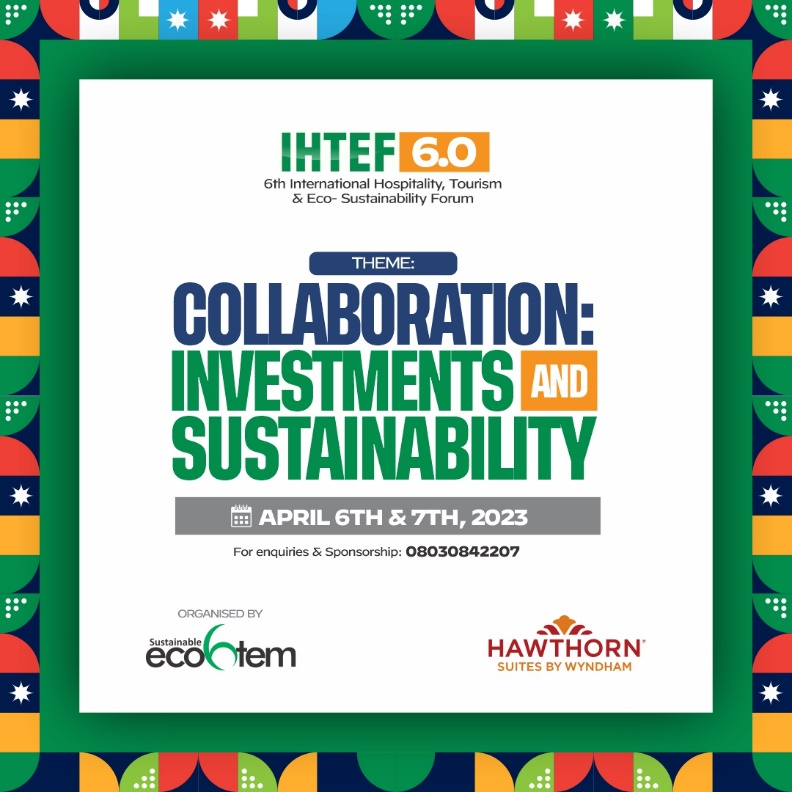 IHTEF 6.0
6th International Hospitality, Tourism
& Eco- Sustainability Forum
THEME:
COLLABORATION:
INVESTMENTS AND
SUSTAINABILITY
APRIL 6TH & 7TH, 2023
For enquiries & Sponsorship: 08030842207
ORGANISED BY
Sustainable
eco6tem
HAWTHORN®
SUITES BY WYNDHAM